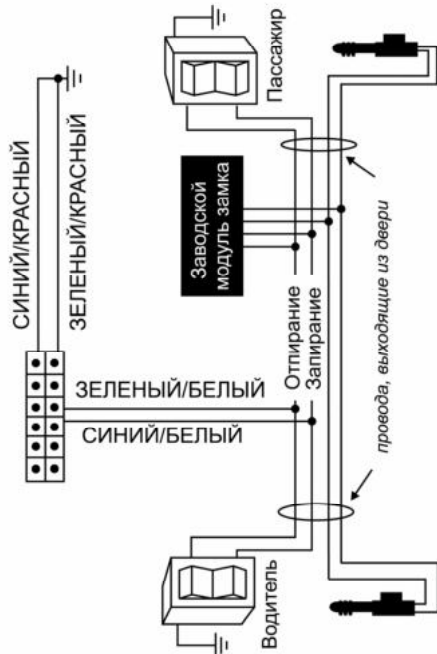 СИНИЙ/КРАСНЫЙ
ЗЕЛЕНЫЙ/КРАСНЫЙ
ЗЕЛЕНЫЙ/БЕЛЫЙ
СИНИЙ/БЕЛЫЙ
Пассажир
Заводской
модуль замка
Отпирание
Запирание
провода, выходящие из двери
Водитель